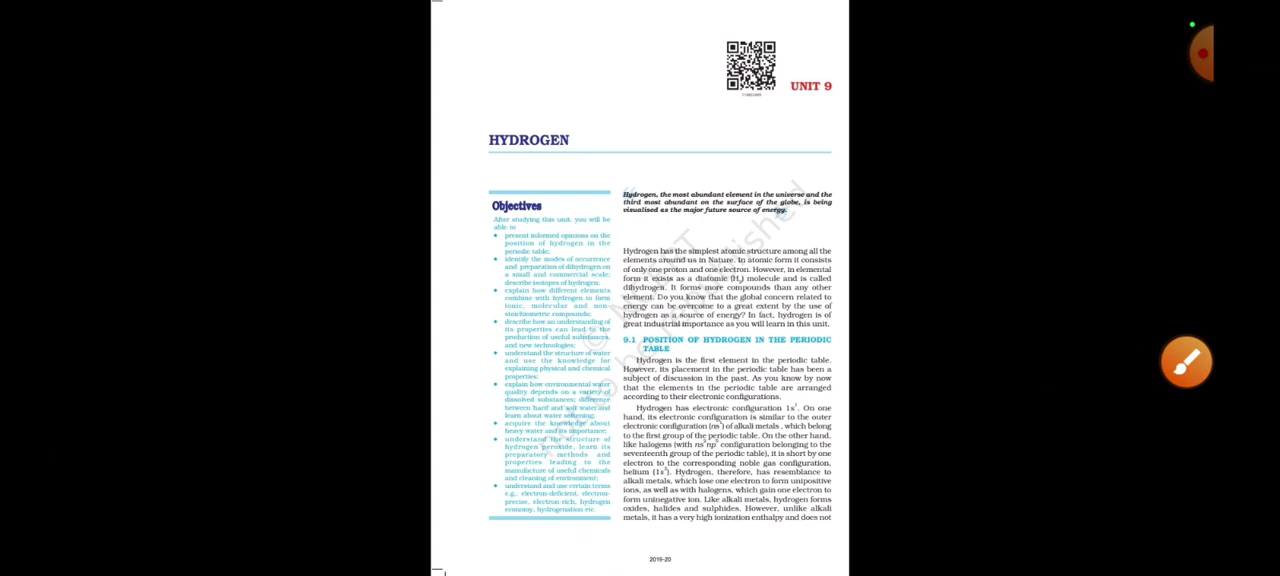 UNIT 9
HYDROGEN
Objectives
After studying this unit, you will be
able to
• present informed opinions on the
position of hydrogen in the
periodic table;
• identify the modes of occurrence
and preparation of dihydrogen on
a small and commercial scale;
describe isotopes of hydrogen;
• explain how different elements
combine with hydrogen to form
ionic, molecular and non-
stoichiometric compounds;
• describe how an understanding of
its properties can lead to the
production of useful substances,
and new technologies;
• understand the structure of water
and use the knowledge for
explaining physical and chemical
properties;
• explain how environmental water
quality depends on a variety of
dissolved substances; difference
between 'hard' and 'soft' water and
learn about water softening;
• acquire the knowledge about
heavy water and its importance;
• understand the structure of
hydrogen peroxide, learn its
preparatory methods and
properties leading to the
manufacture of useful chemicals
and cleaning of environment;
• understand and use certain terms
e.g., electron-deficient, electron-
precise, electron-rich, hydrogen
economy, hydrogenation etc.
Hydrogen, the most abundant element in the universe and the
third most abundant on the surface of the globe, is being
visualised as the major future source of energy.
Hydrogen has the simplest atomic structure among all the
elements around us in Nature. In atomic form it consists
of only one proton and one electron. However, in elemental
form it exists as a diatomic (H₂) molecule and is called
dihydrogen. It forms more compounds than any other
element. Do you know that the global concern related to
energy can be overcome to a great extent by the use of
hydrogen as a source of energy? In fact, hydrogen is of
great industrial importance as you will learn in this unit.
9.1 POSITION OF HYDROGEN IN THE PERIODIC
TABLE
Hydrogen is the first element in the periodic table.
However, its placement in the periodic table has been a
subject of discussion in the past. As you know by now
that the elements in the periodic table are arranged
according to their electronic configurations.
Hydrogen has electronic configuration 1s¹. On one
hand, its electronic configuration is similar to the outer
electronic configuration (ns¹) of alkali metals , which belong
to the first group of the periodic table. On the other hand,
like halogens (with ns²np⁵ configuration belonging to the
seventeenth group of the periodic table), it is short by one
electron to the corresponding noble gas configuration,
helium (1s²). Hydrogen, therefore, has resemblance to
alkali metals, which lose one electron to form unipositive
ions, as well as with halogens, which gain one electron to
form uninegative ion. Like alkali metals, hydrogen forms
oxides, halides and sulphides. However, unlike alkali
metals, it has a very high ionization enthalpy and does not
2019-20